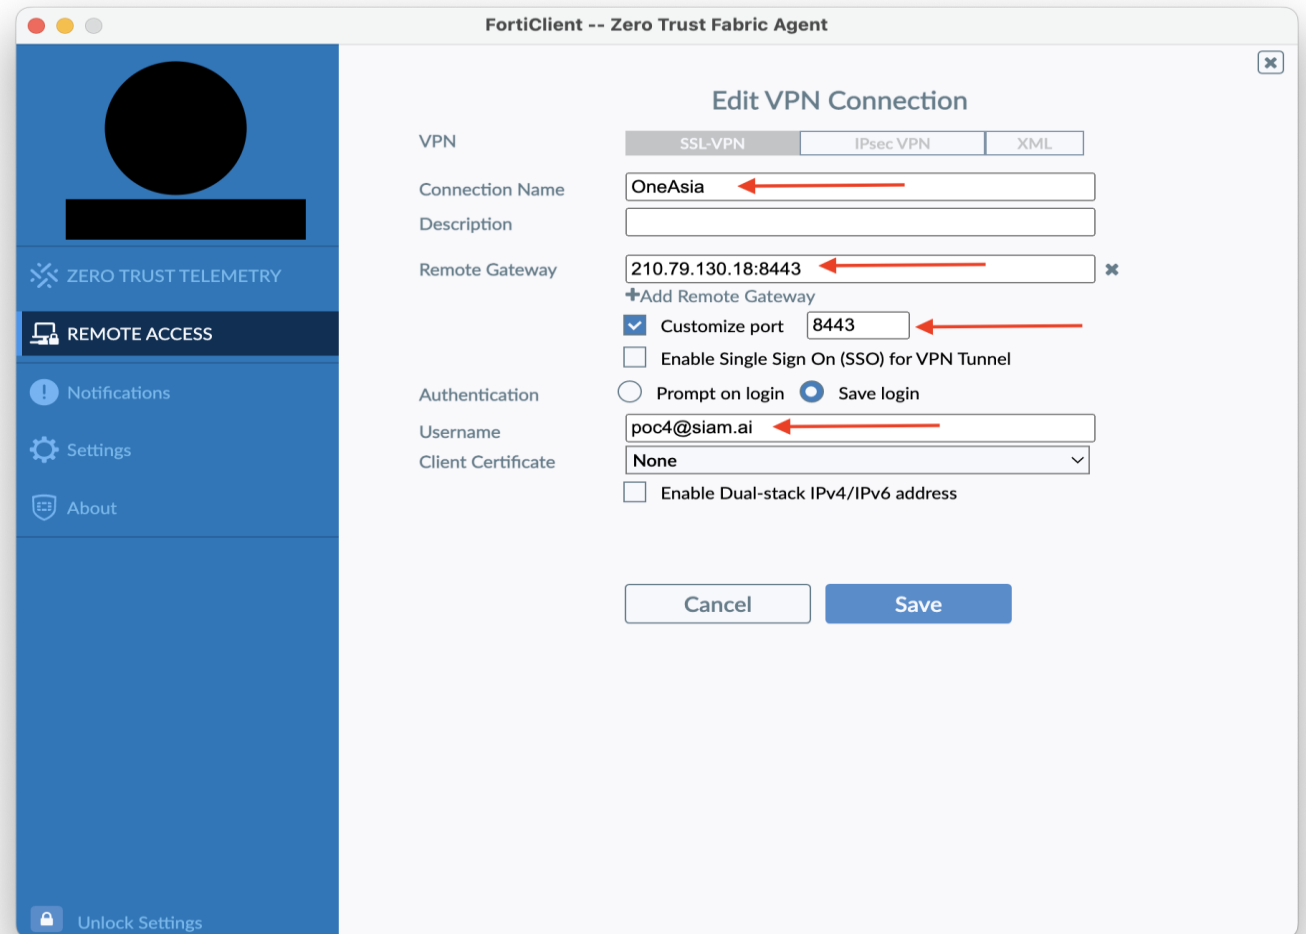 FortiClient -- Zero Trust Fabric Agent
ZERO TRUST TELEMETRY
REMOTE ACCESS
Notifications
Settings
About
Unlock Settings
Edit VPN Connection
VPN SSL-VPN IPsec VPN XML
Connection Name OneAsia
Description
Remote Gateway 210.79.130.18:8443
+Add Remote Gateway
Customize port 8443
Enable Single Sign On (SSO) for VPN Tunnel
Authentication Prompt on login Save login
Username poc4@siam.ai
Client Certificate None
Enable Dual-stack IPv4/IPv6 address
Cancel Save